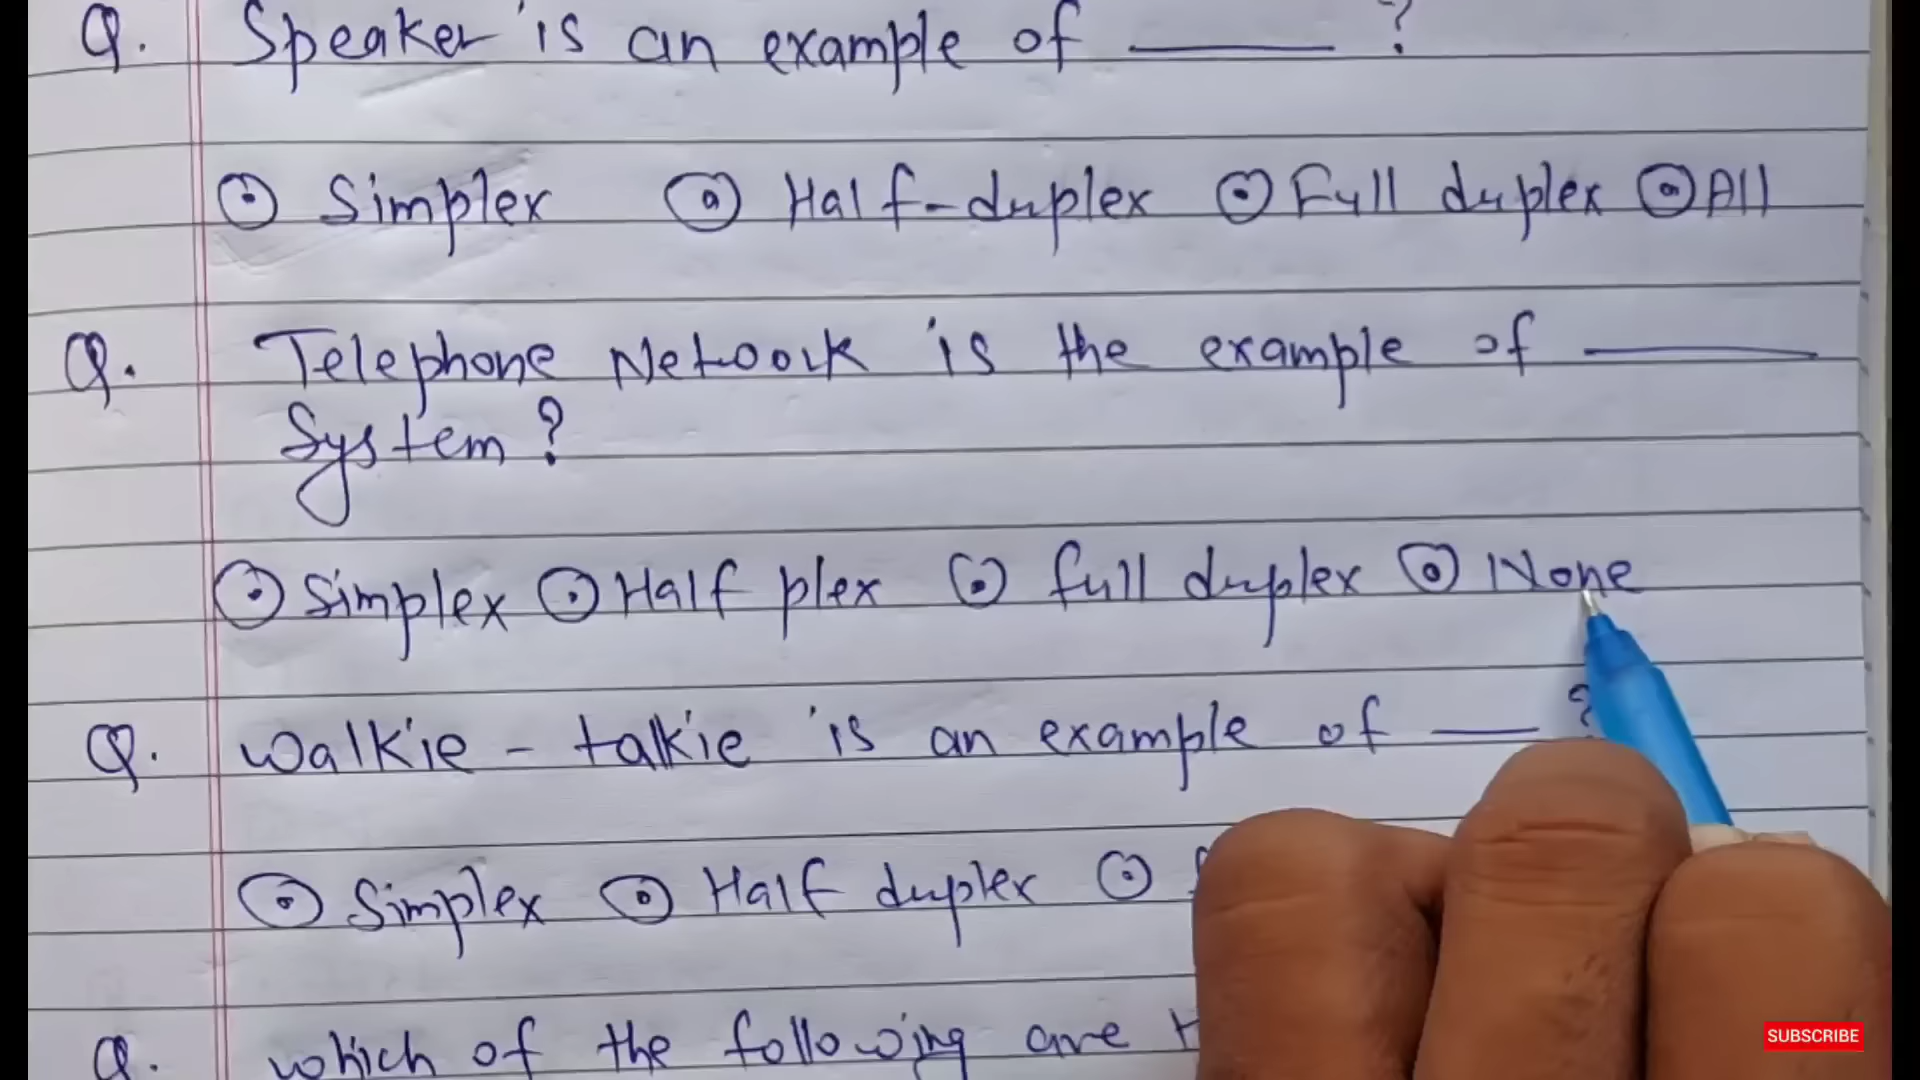 Q. Speaker is an example of ____ ?
⊙ Simplex ⊙ Half-duplex ⊙ Full duplex ⊙ All
Q. Telephone Network is the example of ____
System ?
⊙ Simplex ⊙ Half plex ⊙ full duplex ⊙ None
Q. Walkie - talkie is an example of ____ ?
⊙ Simplex ⊙ Half duplex ⊙
Q. which of the following are
SUBSCRIBE